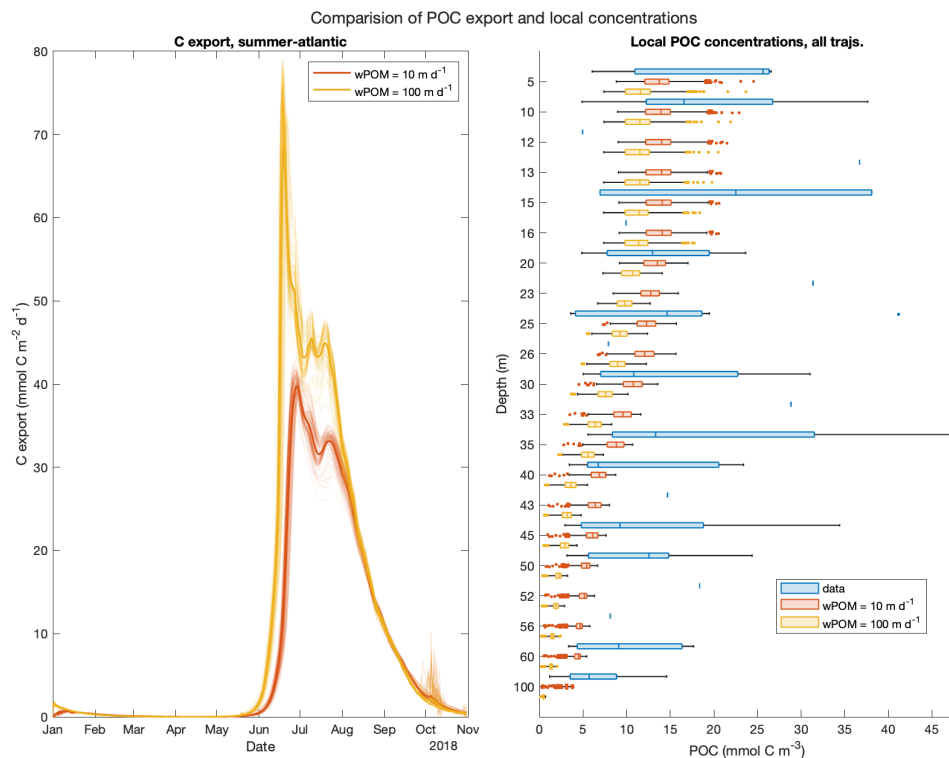 Comparision of POC export and local concentrations
C export, summer-atlantic
C export (mmol C m⁻² d⁻¹)
80
70
60
50
40
30
20
10
0
wPOM = 10 m d⁻¹
wPOM = 100 m d⁻¹
Jan Feb Mar Apr May Jun Jul Aug Sep Oct Nov
Date
2018
Local POC concentrations, all trajs.
Depth (m)
5
10
12
13
15
16
20
23
25
26
30
33
35
40
43
45
50
52
56
60
100
data
wPOM = 10 m d⁻¹
wPOM = 100 m d⁻¹
0 5 10 15 20 25 30 35 40 45
POC (mmol C m⁻³)